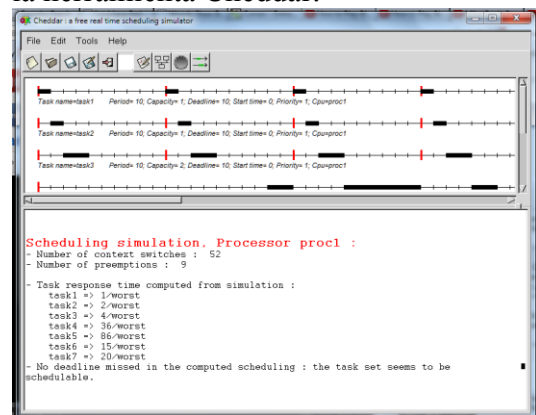 la herramienta Cheddar.
Cheddar : a free real time scheduling simulator
File Edit Tools Help
Task name=task1 Period= 10; Capacity= 1; Deadline= 10; Start time= 0; Priority= 1; Cpu=proc1
Task name=task2 Period= 10; Capacity= 1; Deadline= 10; Start time= 0; Priority= 1; Cpu=proc1
Task name=task3 Period= 10; Capacity= 2; Deadline= 10; Start time= 0; Priority= 1; Cpu=proc1
Scheduling simulation, Processor proc1 :
- Number of context switches : 52
- Number of preemptions : 9
- Task response time computed from simulation :
task1 => 1/worst
task2 => 2/worst
task3 => 4/worst
task4 => 36/worst
task5 => 86/worst
task6 => 15/worst
task7 => 20/worst
- No deadline missed in the computed scheduling : the task set seems to be
schedulable.